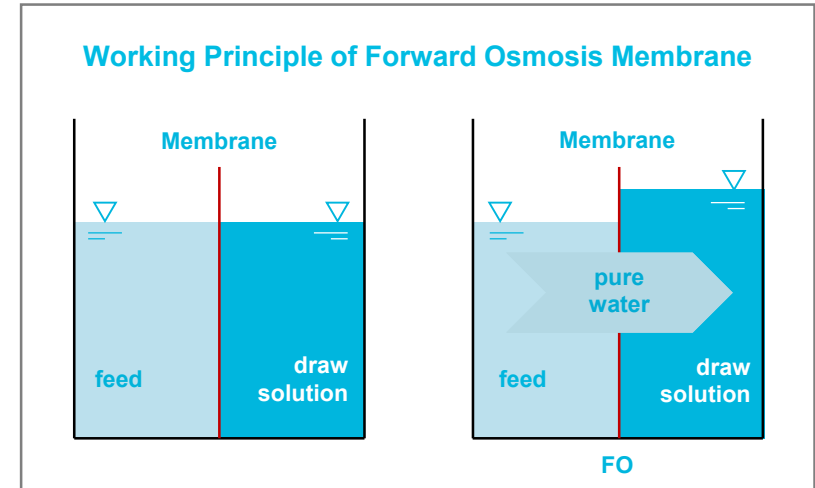 Working Principle of Forward Osmosis Membrane
Membrane
feed
draw
solution
Membrane
pure
water
feed
draw
solution
FO